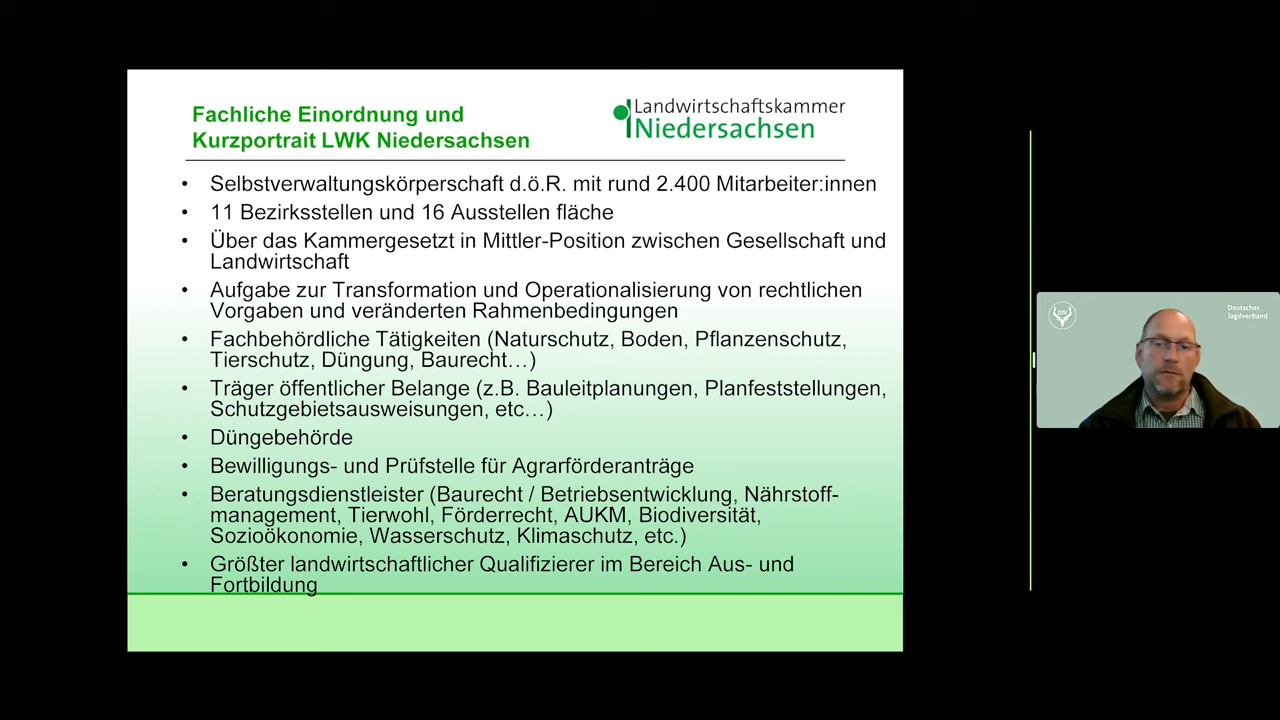 Fachliche Einordnung und
Kurzportrait LWK Niedersachsen
Landwirtschaftskammer
Niedersachsen
• Selbstverwaltungskörperschaft d.ö.R. mit rund 2.400 Mitarbeiter:innen
• 11 Bezirksstellen und 16 Ausstellen fläche
• Über das Kammergesetzt in Mittler-Position zwischen Gesellschaft und
Landwirtschaft
• Aufgabe zur Transformation und Operationalisierung von rechtlichen
Vorgaben und veränderten Rahmenbedingungen
• Fachbehördliche Tätigkeiten (Naturschutz, Boden, Pflanzenschutz,
Tierschutz, Düngung, Baurecht…)
• Träger öffentlicher Belange (z.B. Bauleitplanungen, Planfeststellungen,
Schutzgebietsausweisungen, etc…)
• Düngebehörde
• Bewilligungs- und Prüfstelle für Agrarförderanträge
• Beratungsdienstleister (Baurecht / Betriebsentwicklung, Nährstoff-
management, Tierwohl, Förderrecht, AUKM, Biodiversität,
Sozioökonomie, Wasserschutz, Klimaschutz, etc.)
• Größter landwirtschaftlicher Qualifizierer im Bereich Aus- und
Fortbildung
DJV
Deutscher
Jagdverband